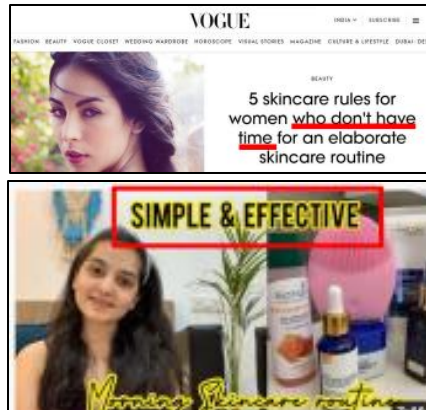 VOGUE
INDIA SUBSCRIBE
FASHION BEAUTY VOGUE CLOSET WEDDING WARDROBE HOROSCOPE VISUAL STORIES MAGAZINE CULTURE & LIFESTYLE DUBAI
BEAUTY
5 skincare rules for
women who don't have
time for an elaborate
skincare routine
SIMPLE & EFFECTIVE
Morning Skincare routine